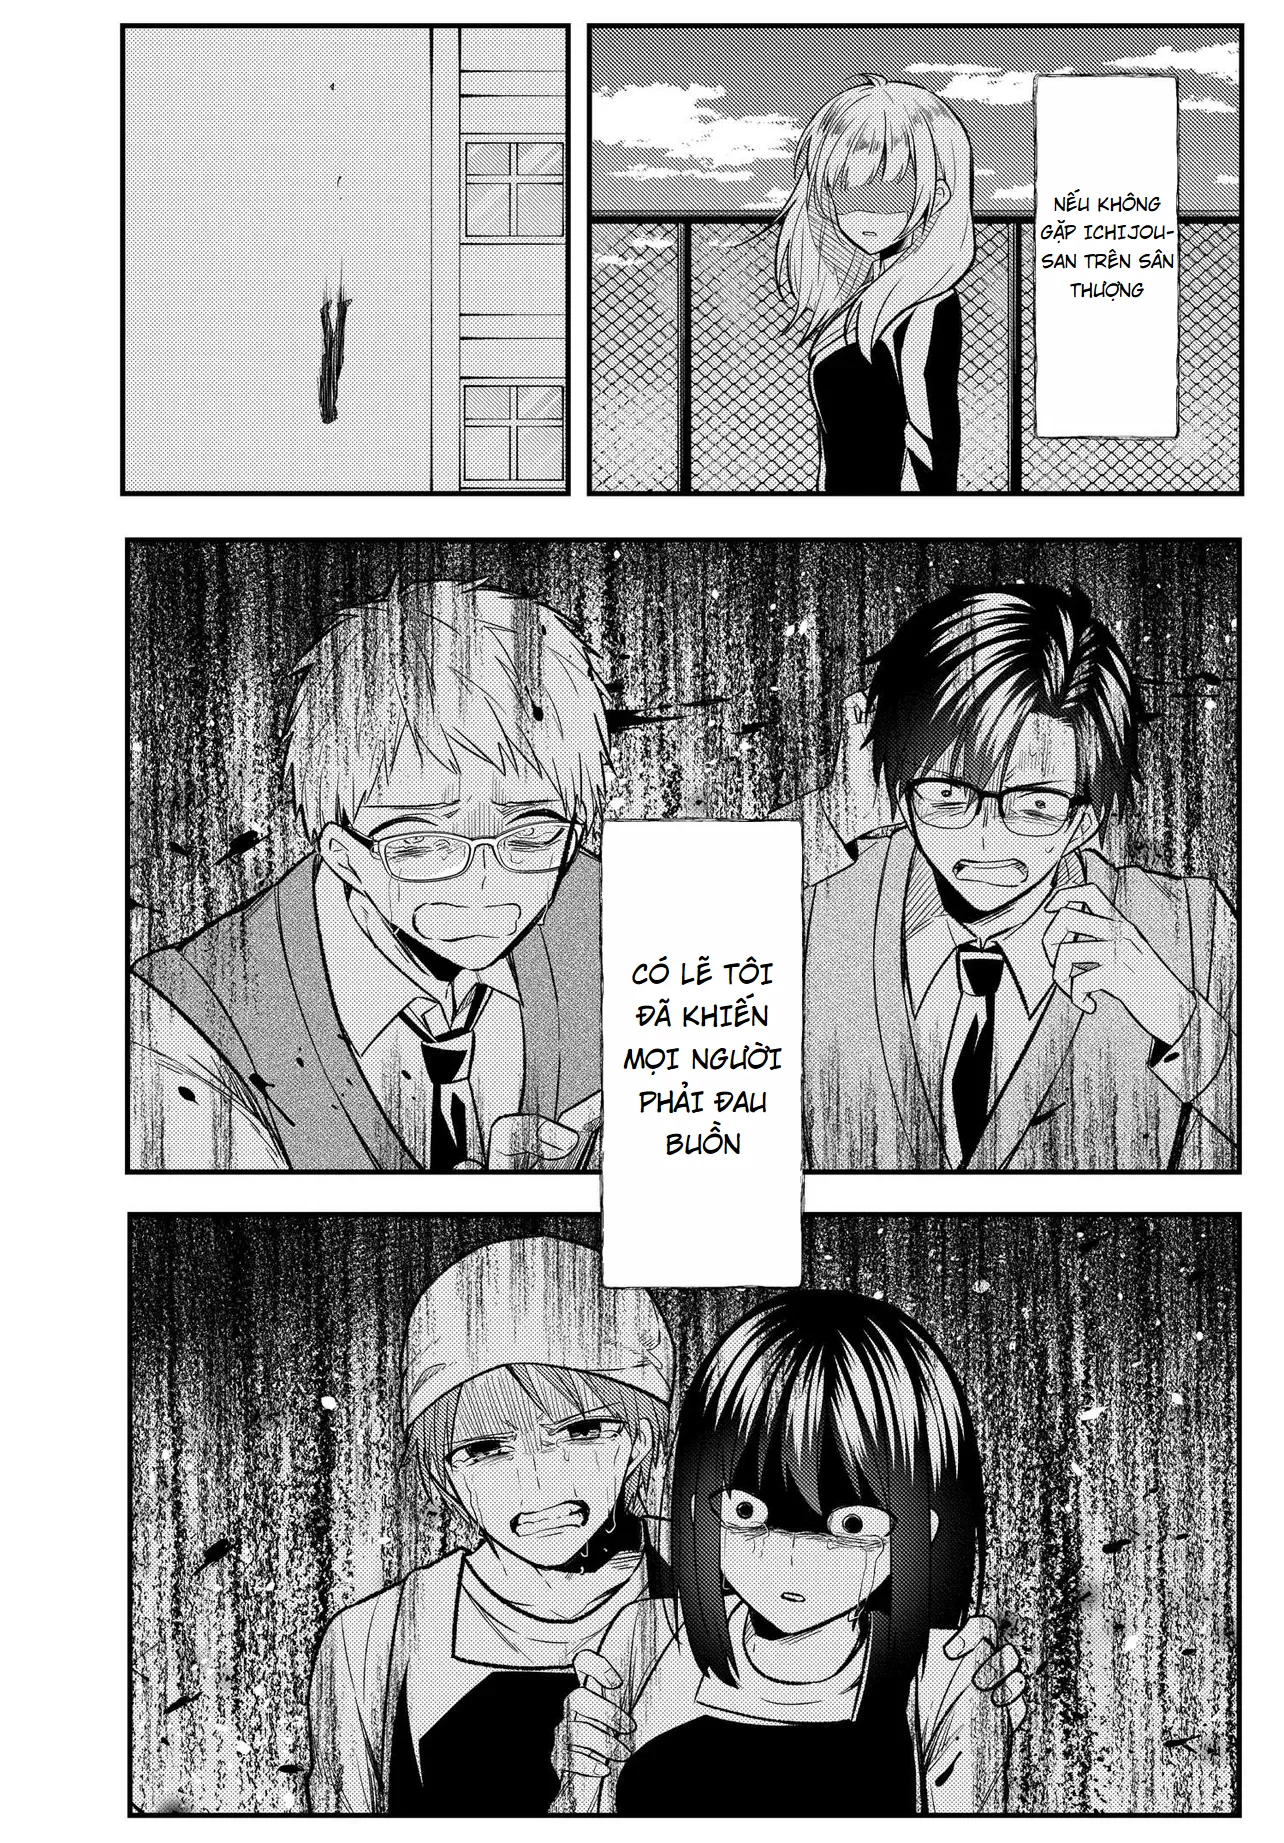 NẾU KHÔNG
GẶP ICHIJOU-
SAN TRÊN SÂN
THƯỢNG
CÓ LẼ TÔI
ĐÃ KHIẾN
MỌI NGƯỜI
PHẢI ĐAU
BUỒN